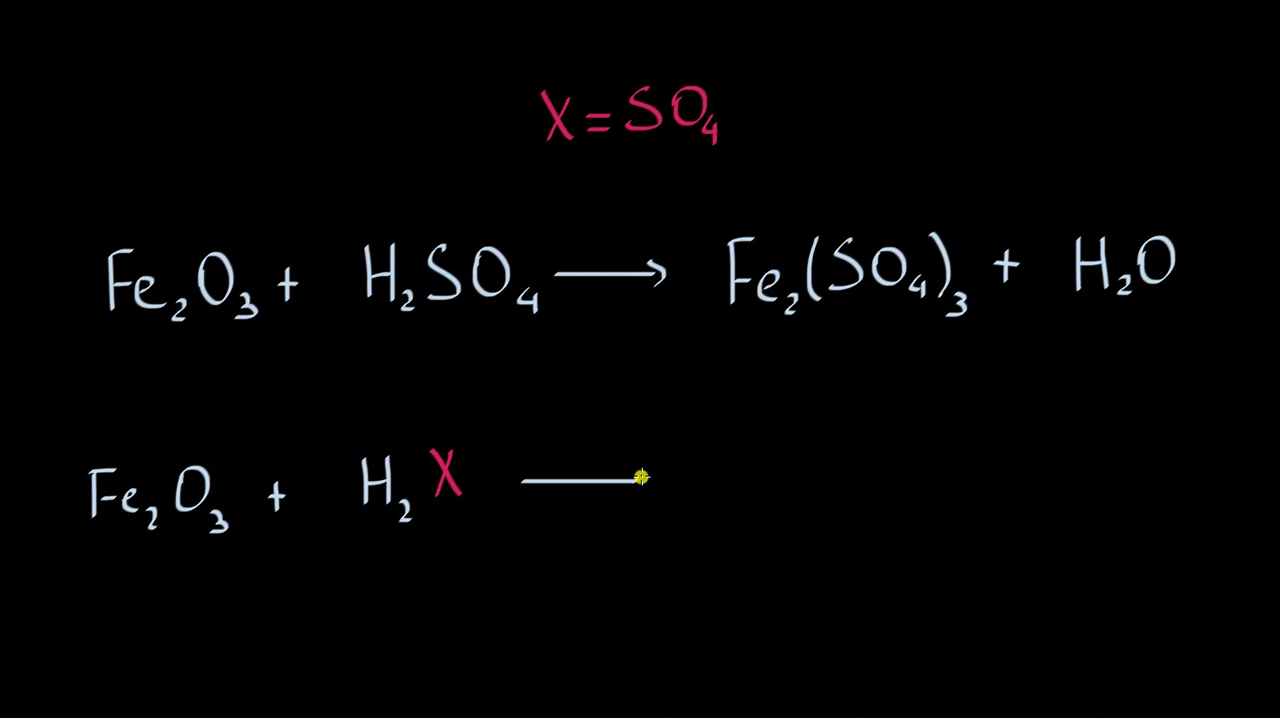 X = SO₄
Fe₂O₃ + H₂SO₄ → Fe₂(SO₄)₃ + H₂O
Fe₂O₃ + H₂X —